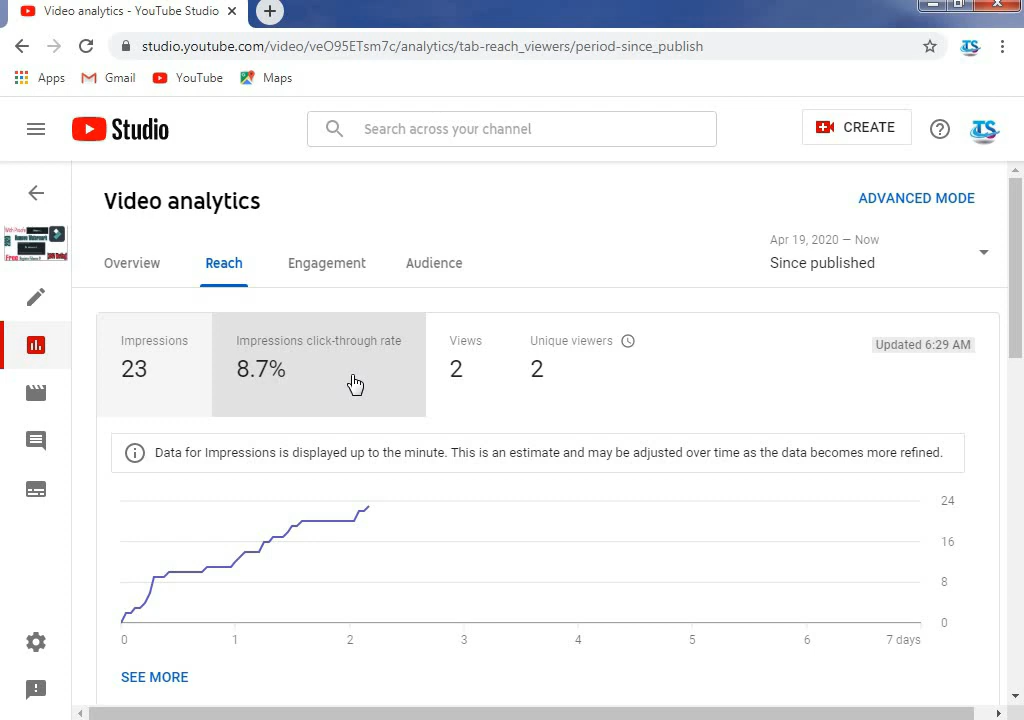 Video analytics - YouTube Studio
studio.youtube.com/video/veO95ETsm7c/analytics/tab-reach_viewers/period-since_publish
Apps Gmail YouTube Maps
Studio
Search across your channel
CREATE
TS
Video analytics
ADVANCED MODE
Apr 19, 2020 — Now
Since published
Overview Reach Engagement Audience
Impressions
23
Impressions click-through rate
8.7%
Views
2
Unique viewers
2
Updated 6:29 AM
Data for Impressions is displayed up to the minute. This is an estimate and may be adjusted over time as the data becomes more refined.
24
16
8
0
0 1 2 3 4 5 6 7 days
SEE MORE